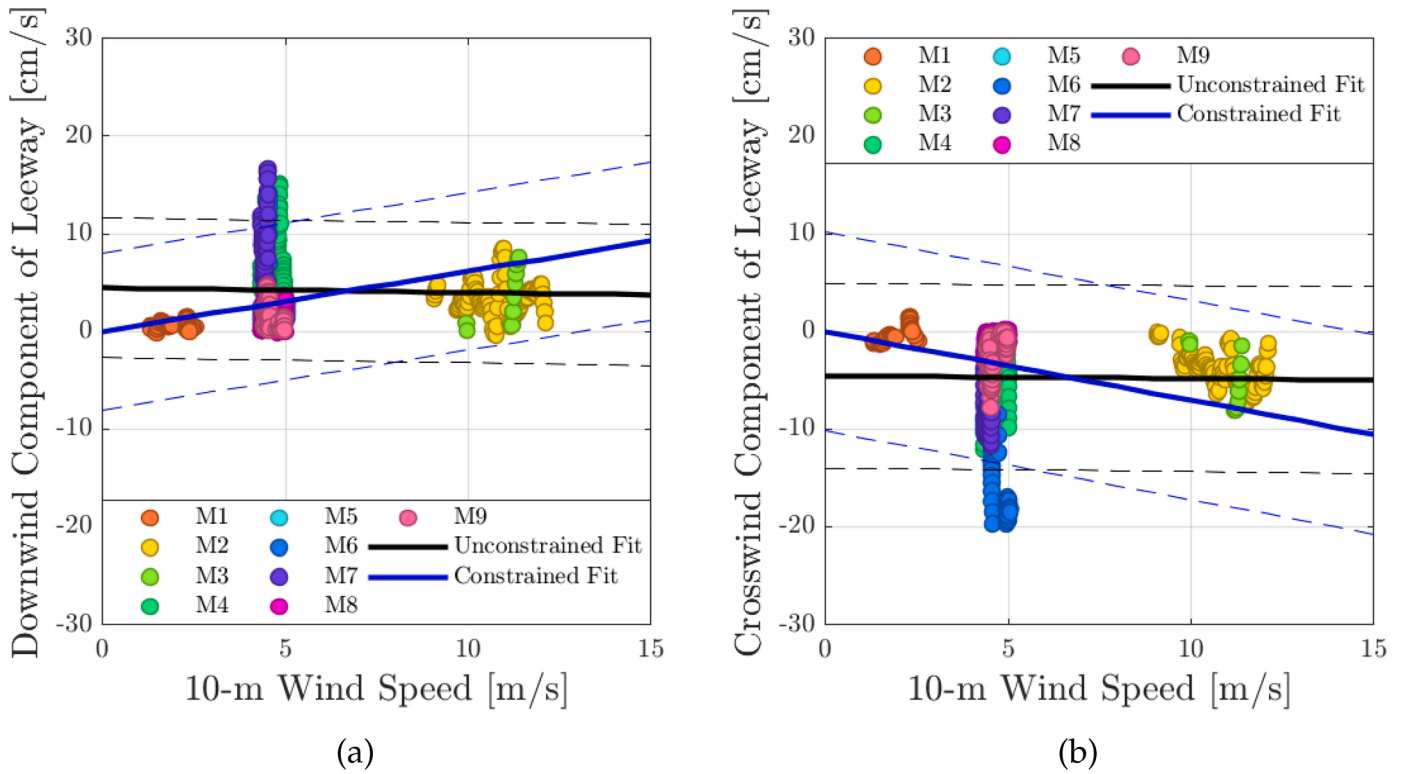 Downwind Component of Leeway [cm/s]
30
20
10
0
-10
-20
-30
M1 M5 M9
M2 M6 Unconstrained Fit
M3 M7 Constrained Fit
M4 M8
0 5 10 15
10-m Wind Speed [m/s]
(a)
Crosswind Component of Leeway [cm/s]
30
20
10
0
-10
-20
-30
M1 M5 M9
M2 M6 Unconstrained Fit
M3 M7 Constrained Fit
M4 M8
0 5 10 15
10-m Wind Speed [m/s]
(b)